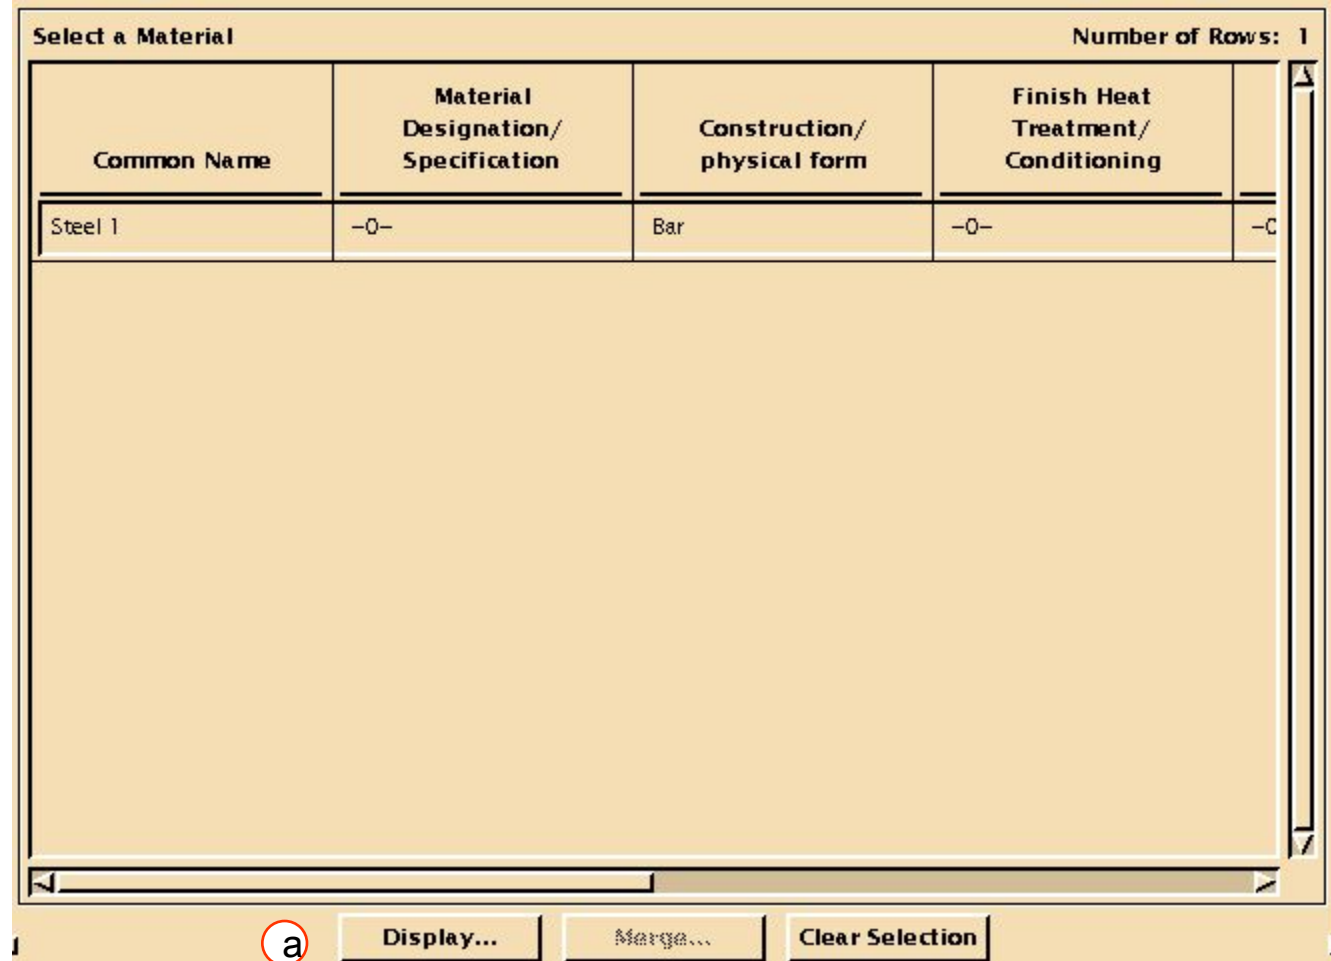 Select a Material Number of Rows: 1
Common Name
Material
Designation/
Specification
Construction/
physical form
Finish Heat
Treatment/
Conditioning
Steel 1 -0- Bar -0-
a Display... Merge... Clear Selection